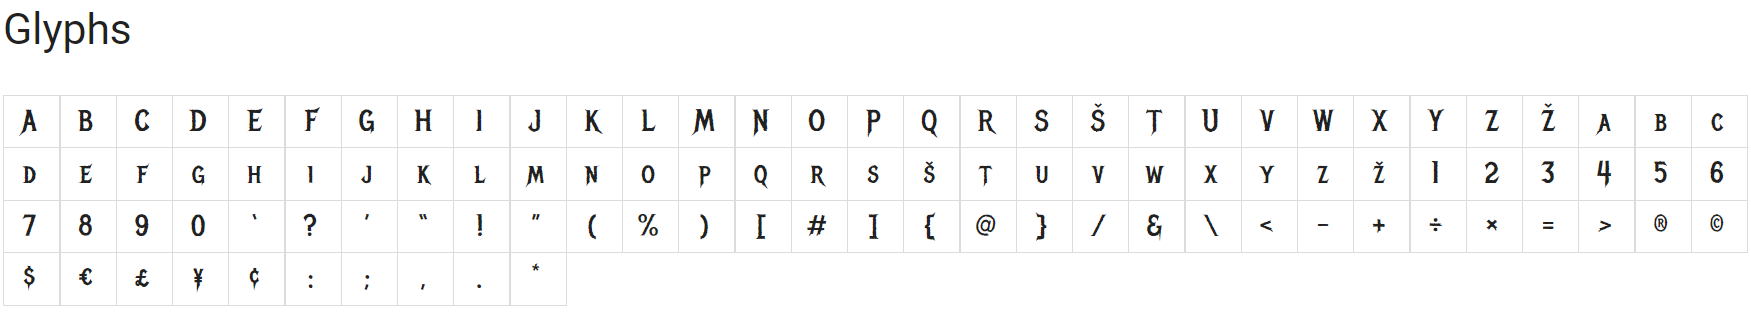 Glyphs
A B C D E F G H I J K L M N O P Q R S Š T U V W X Y Z Ž A B C
D E F G H I J K L M N O P Q R S Š T U V W X Y Z Ž 1 2 3 4 5 6
7 8 9 0 ‘ ? ’ “ ! ” ( % ) [ # ] { @ } / & \ < - + ÷ × = > ® ©
$ € £ ¥ ¢ : ; , . *